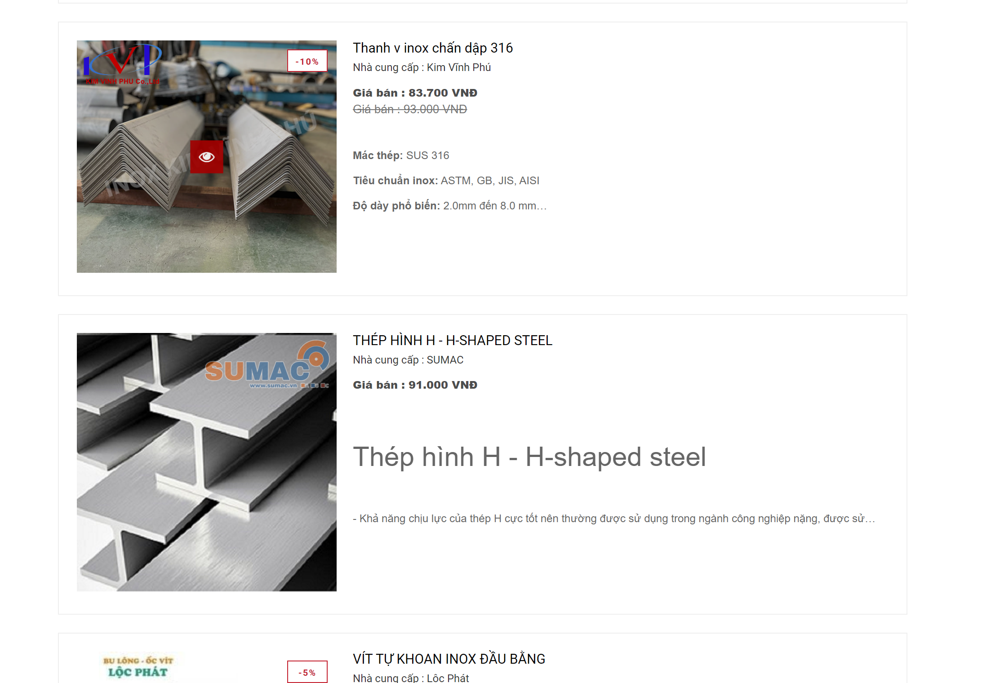 KIM VINH PHU Co.,Ltd
-10%
INOX KIM VĨNH PHÚ
Thanh v inox chấn dập 316
Nhà cung cấp : Kim Vĩnh Phú
Giá bán : 83.700 VNĐ
Giá bán : 93.000 VNĐ
Mác thép: SUS 316
Tiêu chuẩn inox: ASTM, GB, JIS, AISI
Độ dày phổ biến: 2.0mm đến 8.0 mm…
SUMAC
www.sumac.vn
THÉP HÌNH H - H-SHAPED STEEL
Nhà cung cấp : SUMAC
Giá bán : 91.000 VNĐ
Thép hình H - H-shaped steel
- Khả năng chịu lực của thép H cực tốt nên thường được sử dụng trong ngành công nghiệp nặng, được sử…
BU LÔNG - ỐC VÍT
LỘC PHÁT
-5%
VÍT TỰ KHOAN INOX ĐẦU BẰNG
Nhà cung cấp : Lộc Phát